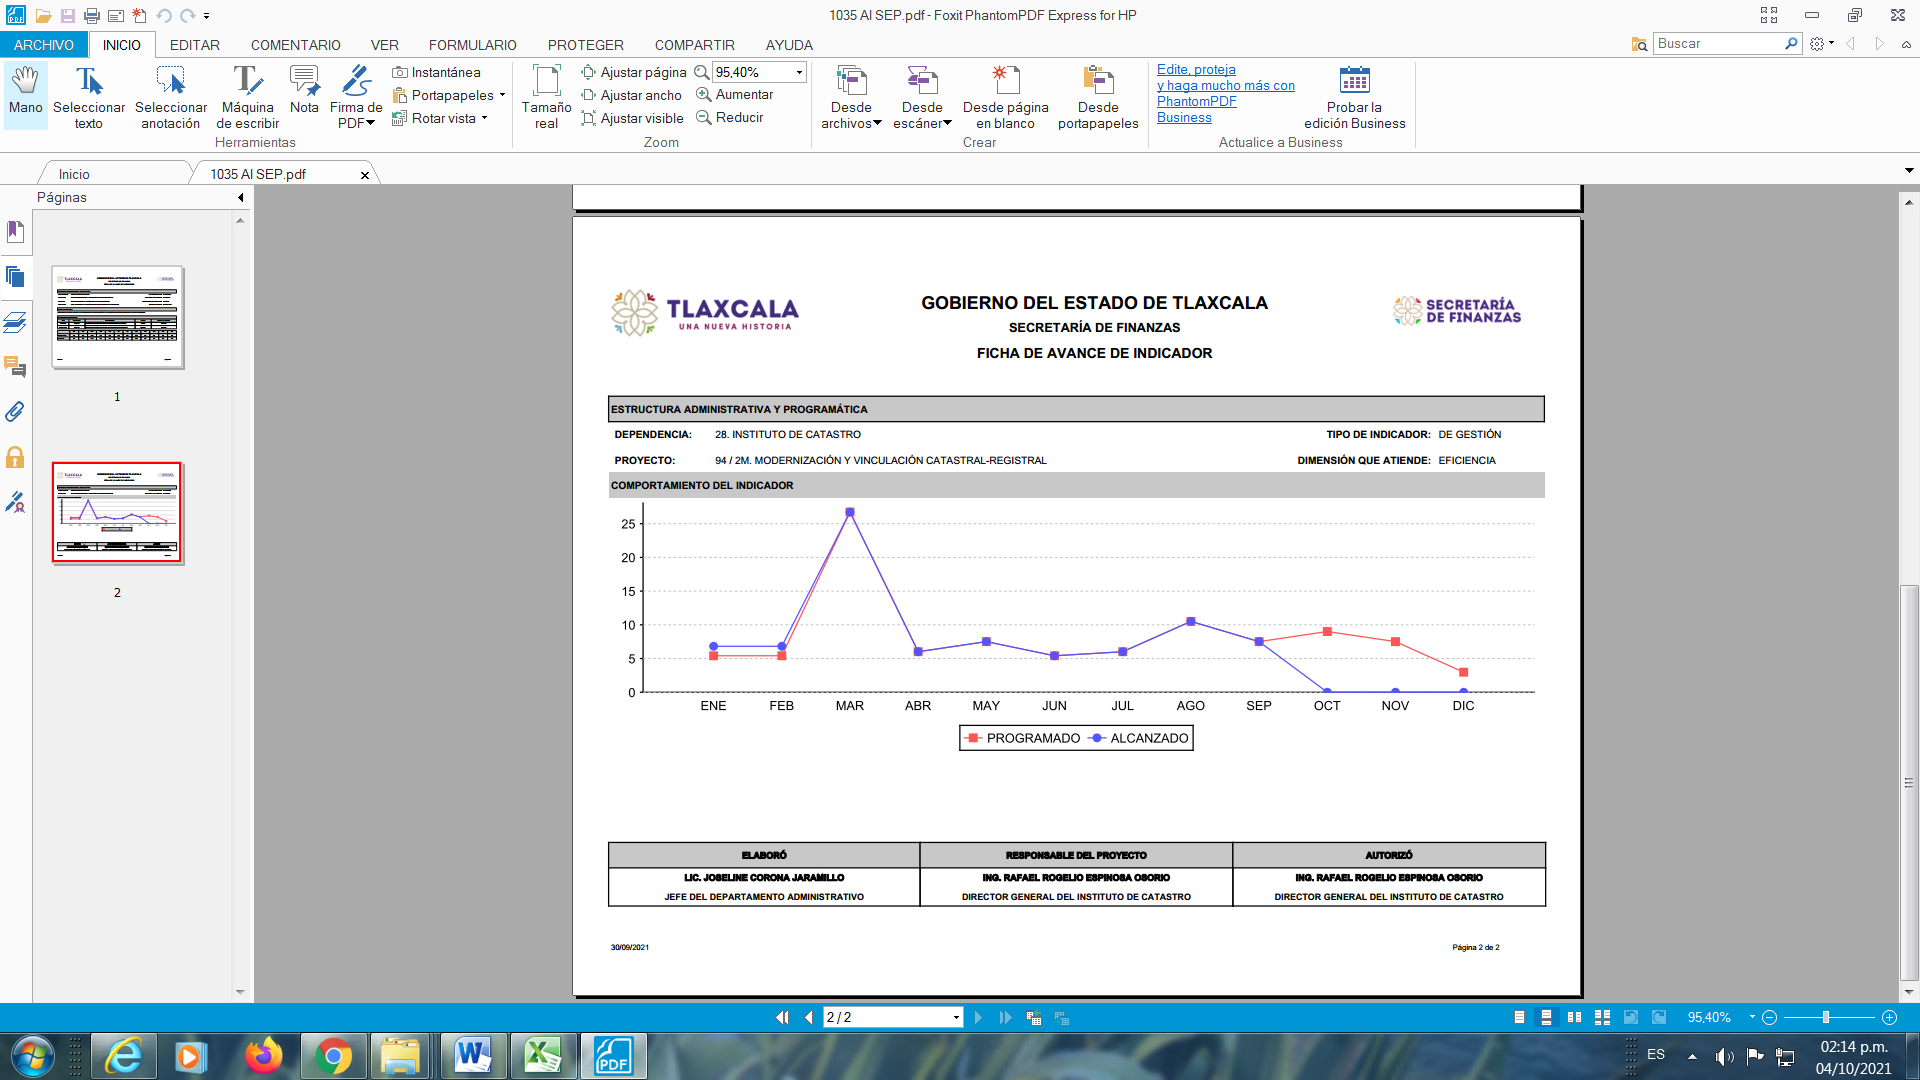 1035 AI SEP.pdf - Foxit PhantomPDF Express for HP
ARCHIVO INICIO EDITAR COMENTARIO VER FORMULARIO PROTEGER COMPARTIR AYUDA
Buscar
Mano
Seleccionar texto
Seleccionar anotación
Máquina de escribir
Nota
Firma de PDF
Instantánea
Portapapeles
Rotar vista
Herramientas
Tamaño real
Ajustar página
Ajustar ancho
Ajustar visible
95,40%
Aumentar
Reducir
Zoom
Desde archivos
Desde escáner
Desde página en blanco
Desde portapapeles
Crear
Edite, proteja
y haga mucho más con
PhantomPDF
Business
Probar la edición Business
Actualice a Business
Inicio
1035 AI SEP.pdf
Páginas
1
2
TLAXCALA
UNA NUEVA HISTORIA
GOBIERNO DEL ESTADO DE TLAXCALA
SECRETARÍA DE FINANZAS
FICHA DE AVANCE DE INDICADOR
SECRETARÍA
DE FINANZAS
ESTRUCTURA ADMINISTRATIVA Y PROGRAMÁTICA
DEPENDENCIA: 28. INSTITUTO DE CATASTRO TIPO DE INDICADOR: DE GESTIÓN
PROYECTO: 94 / 2M. MODERNIZACIÓN Y VINCULACIÓN CATASTRAL-REGISTRAL DIMENSIÓN QUE ATIENDE: EFICIENCIA
COMPORTAMIENTO DEL INDICADOR
25
20
15
10
5
0
ENE FEB MAR ABR MAY JUN JUL AGO SEP OCT NOV DIC
PROGRAMADO ALCANZADO
ELABORÓ RESPONSABLE DEL PROYECTO AUTORIZÓ
LIC. JOSELINE CORONA JARAMILLO ING. RAFAEL ROGELIO ESPINOSA OSORIO ING. RAFAEL ROGELIO ESPINOSA OSORIO
JEFE DEL DEPARTAMENTO ADMINISTRATIVO DIRECTOR GENERAL DEL INSTITUTO DE CATASTRO DIRECTOR GENERAL DEL INSTITUTO DE CATASTRO
30/09/2021 Página 2 de 2
2 / 2
95,40%
ES
02:14 p.m.
04/10/2021